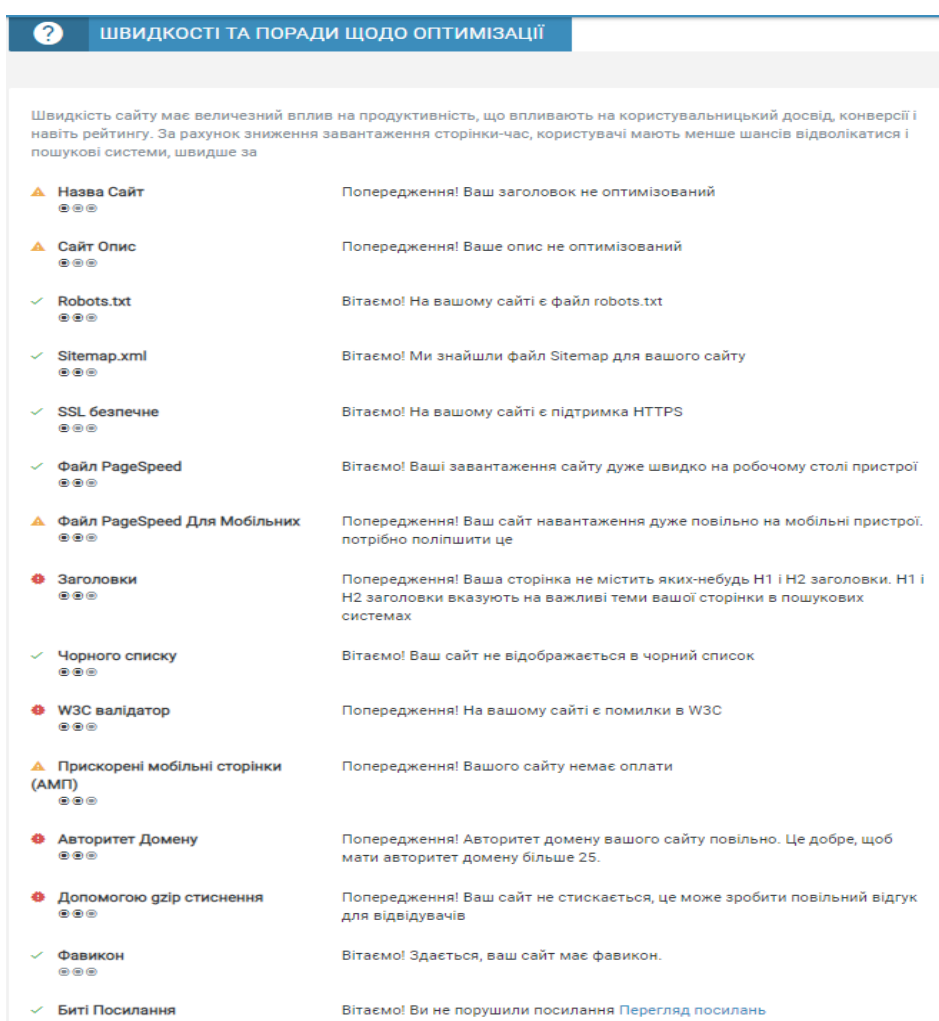 ШВИДКОСТІ ТА ПОРАДИ ЩОДО ОПТИМІЗАЦІЇ
Швидкість сайту має величезний вплив на продуктивність, що впливають на користувальницький досвід, конверсії і
навіть рейтингу. За рахунок зниження завантаження сторінки-час, користувачі мають менше шансів відволікатися і
пошукові системи, швидше за
Назва Сайт
Попередження! Ваш заголовок не оптимізований
Сайт Опис
Попередження! Ваше опис не оптимізований
Robots.txt
Вітаємо! На вашому сайті є файл robots.txt
Sitemap.xml
Вітаємо! Ми знайшли файл Sitemap для вашого сайту
SSL безпечне
Вітаємо! На вашому сайті є підтримка HTTPS
Файл PageSpeed
Вітаємо! Ваші завантаження сайту дуже швидко на робочому столі пристрої
Файл PageSpeed Для Мобільних
Попередження! Ваш сайт навантаження дуже повільно на мобільні пристрої.
потрібно поліпшити це
Заголовки
Попередження! Ваша сторінка не містить яких-небудь H1 і H2 заголовки. H1 і
H2 заголовки вказують на важливі теми вашої сторінки в пошукових
системах
Чорного списку
Вітаємо! Ваш сайт не відображається в чорний список
W3C валідатор
Попередження! На вашому сайті є помилки в W3C
Прискорені мобільні сторінки
(АМП)
Попередження! Вашого сайту немає оплати
Авторитет Домену
Попередження! Авторитет домену вашого сайту повільно. Це добре, щоб
мати авторитет домену більше 25.
Допомогою gzip стиснення
Попередження! Ваш сайт не стискається, це може зробити повільний відгук
для відвідувачів
Фавикон
Вітаємо! Здається, ваш сайт має фавикон.
Биті Посилання
Вітаємо! Ви не порушили посилання Перегляд посилань